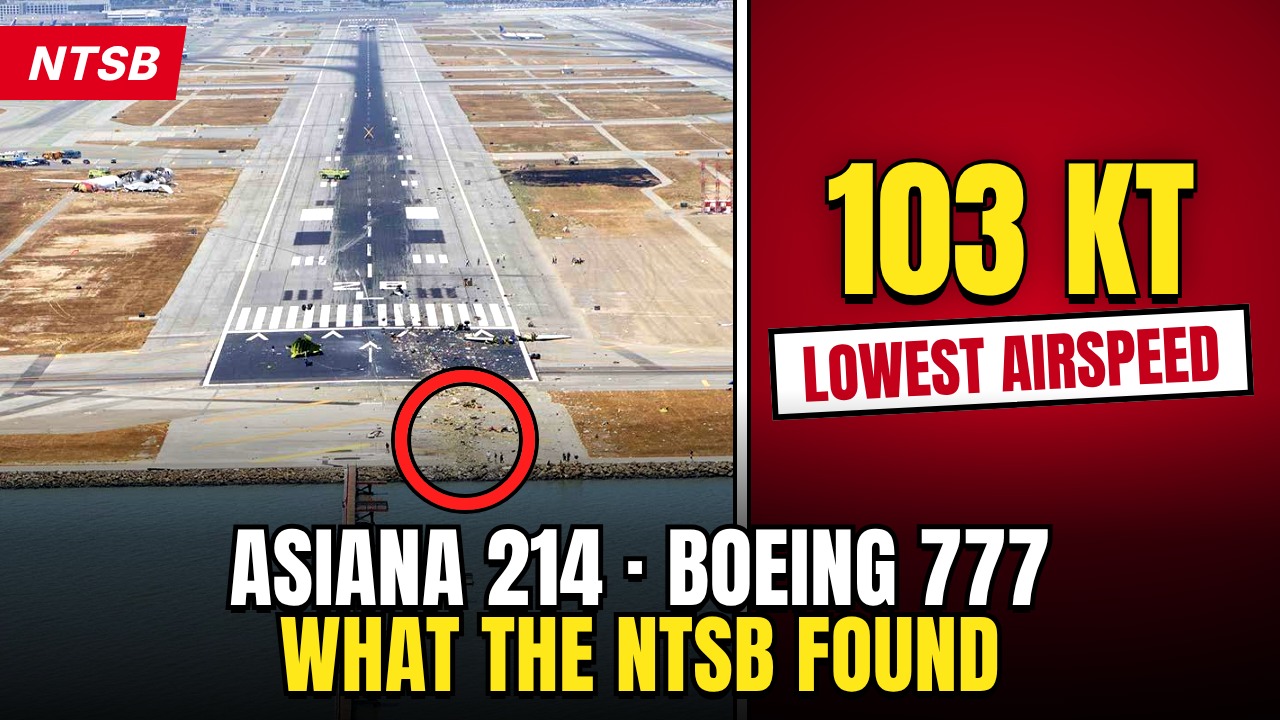 NTSB
103 KT
LOWEST AIRSPEED
ASIANA 214 · BOEING 777
WHAT THE NTSB FOUND